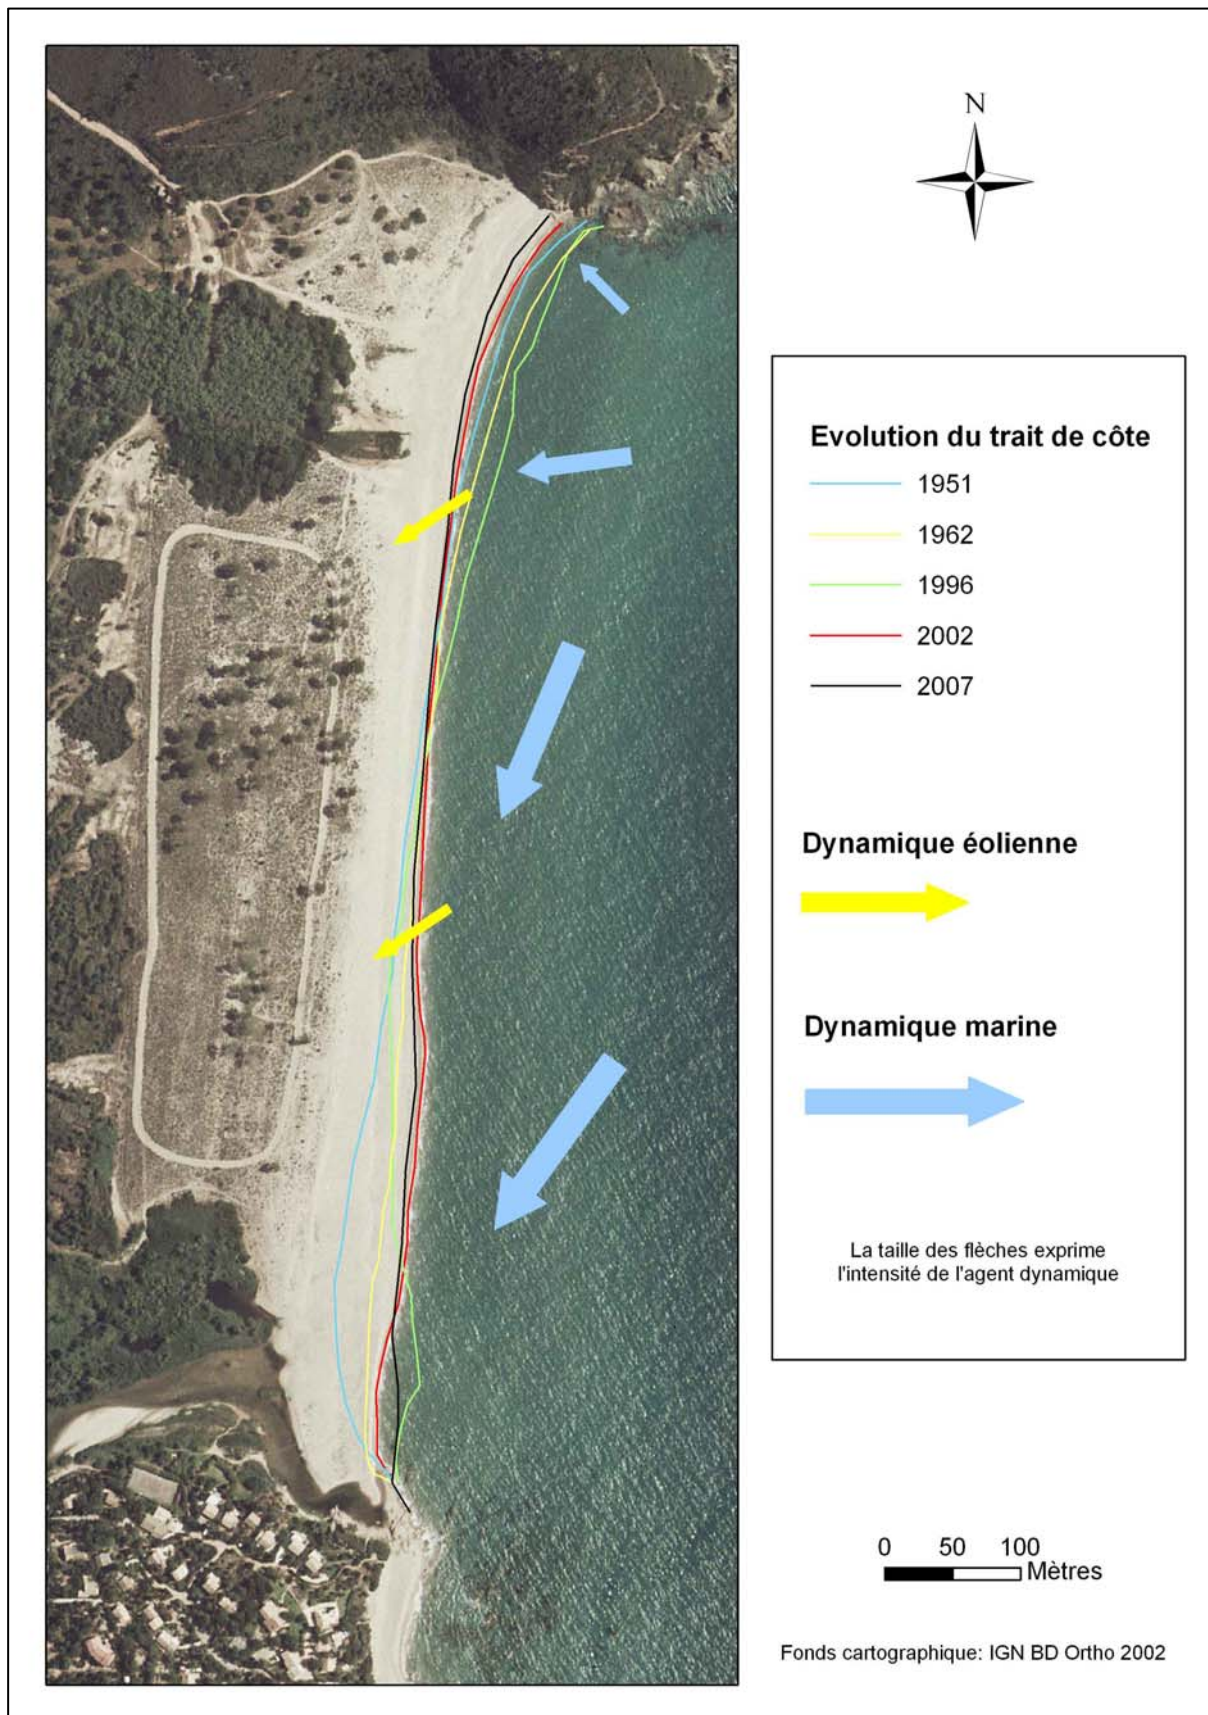 N
Evolution du trait de côte
1951
1962
1996
2002
2007
Dynamique éolienne
Dynamique marine
La taille des flèches exprime
l'intensité de l'agent dynamique
0 50 100
Mètres
Fonds cartographique: IGN BD Ortho 2002